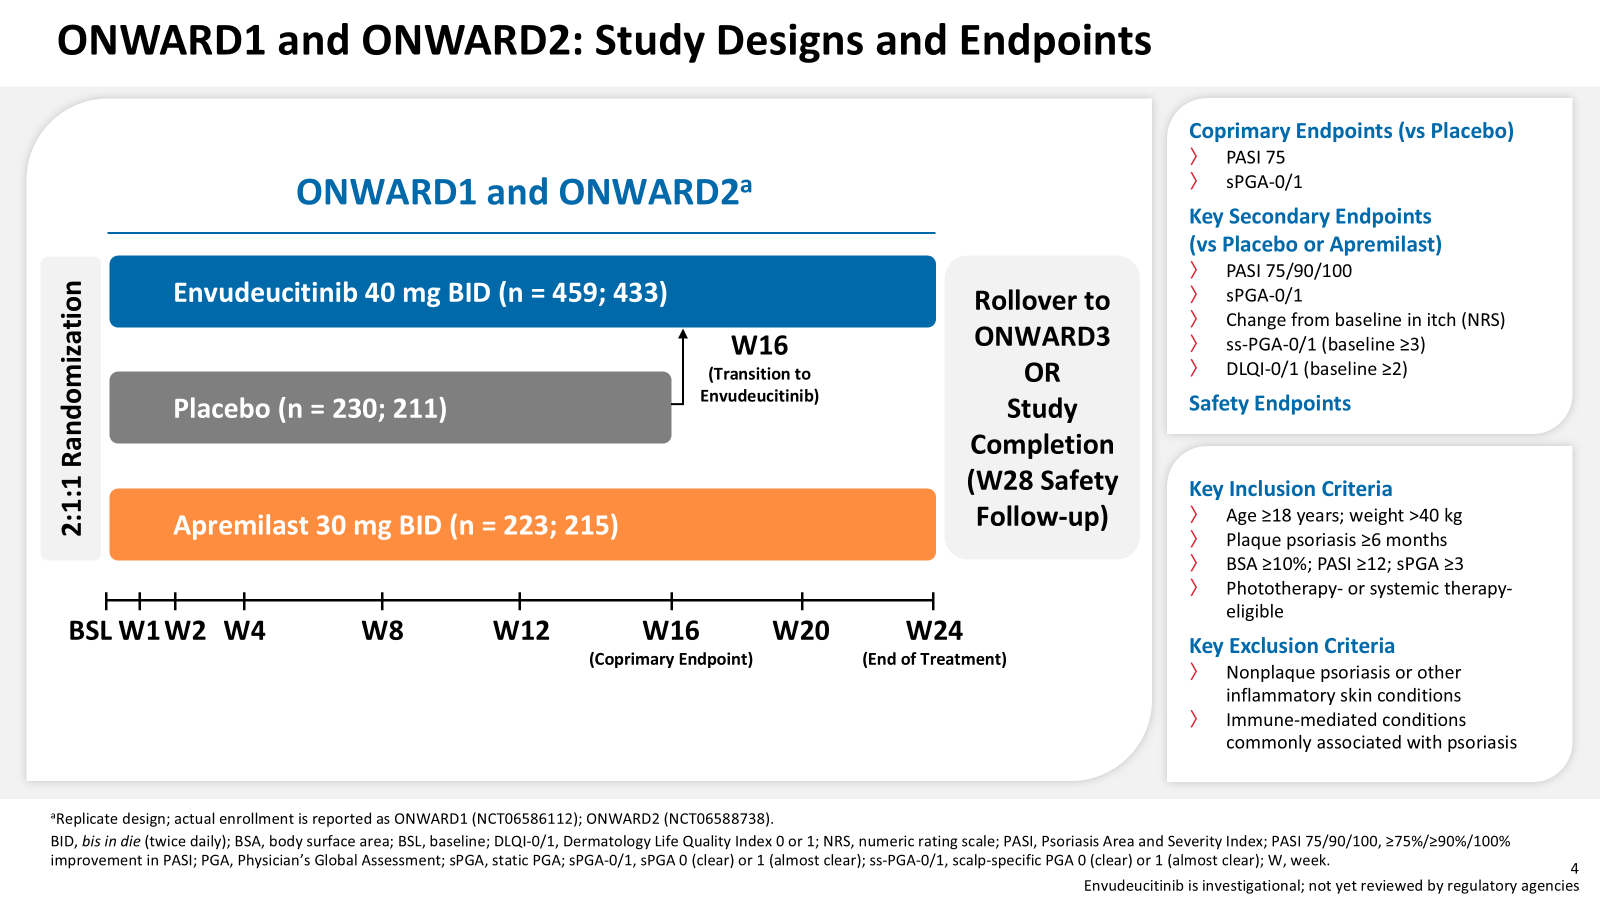 ONWARD1 and ONWARD2: Study Designs and Endpoints
ONWARD1 and ONWARD2ᵃ
2:1:1 Randomization
Envudeucitinib 40 mg BID (n = 459; 433)
W16
(Transition to
Envudeucitinib)
Placebo (n = 230; 211)
Apremilast 30 mg BID (n = 223; 215)
Rollover to
ONWARD3
OR
Study
Completion
(W28 Safety
Follow-up)
BSL W1 W2 W4 W8 W12 W16 W20 W24
(Coprimary Endpoint) (End of Treatment)
Coprimary Endpoints (vs Placebo)
〉 PASI 75
〉 sPGA-0/1
Key Secondary Endpoints
(vs Placebo or Apremilast)
〉 PASI 75/90/100
〉 sPGA-0/1
〉 Change from baseline in itch (NRS)
〉 ss-PGA-0/1 (baseline ≥3)
〉 DLQI-0/1 (baseline ≥2)
Safety Endpoints
Key Inclusion Criteria
〉 Age ≥18 years; weight >40 kg
〉 Plaque psoriasis ≥6 months
〉 BSA ≥10%; PASI ≥12; sPGA ≥3
〉 Phototherapy- or systemic therapy-
eligible
Key Exclusion Criteria
〉 Nonplaque psoriasis or other
inflammatory skin conditions
〉 Immune-mediated conditions
commonly associated with psoriasis
ᵃReplicate design; actual enrollment is reported as ONWARD1 (NCT06586112); ONWARD2 (NCT06588738).
BID, bis in die (twice daily); BSA, body surface area; BSL, baseline; DLQI-0/1, Dermatology Life Quality Index 0 or 1; NRS, numeric rating scale; PASI, Psoriasis Area and Severity Index; PASI 75/90/100, ≥75%/≥90%/100%
improvement in PASI; PGA, Physician's Global Assessment; sPGA, static PGA; sPGA-0/1, sPGA 0 (clear) or 1 (almost clear); ss-PGA-0/1, scalp-specific PGA 0 (clear) or 1 (almost clear); W, week.
4
Envudeucitinib is investigational; not yet reviewed by regulatory agencies